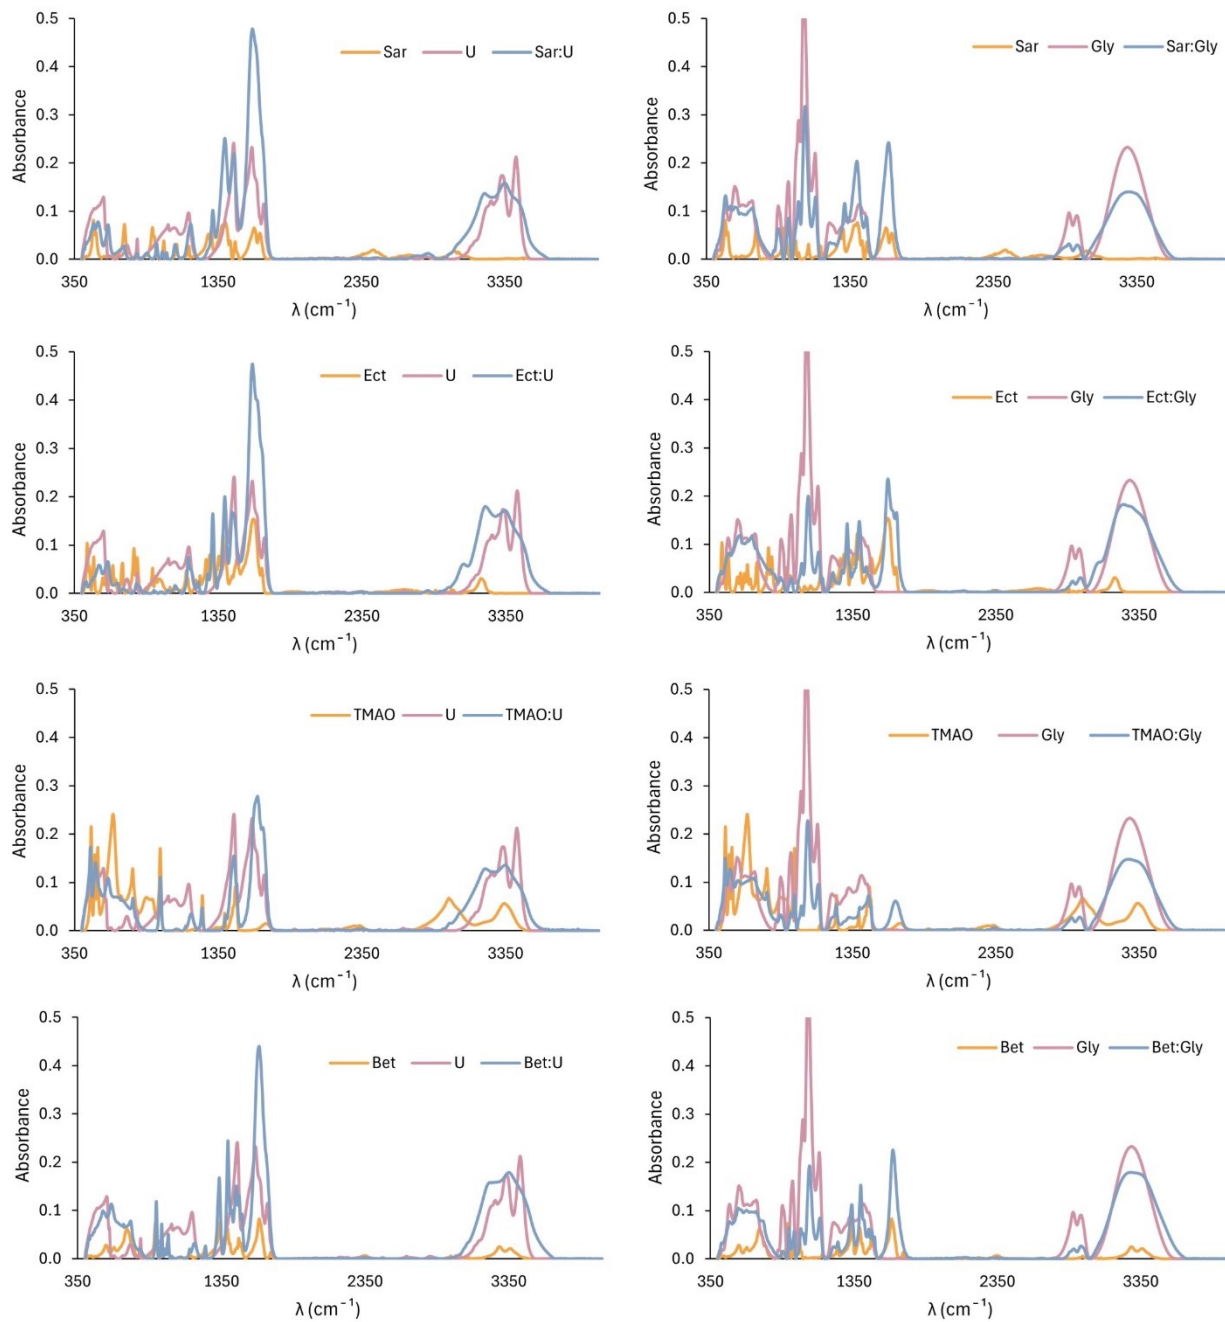 0.5
0.4
0.3
0.2
0.1
0.0
Absorbance
Sar U Sar:U
350 1350 2350 3350
λ (cm⁻¹)
0.5
0.4
0.3
0.2
0.1
0.0
Absorbance
Sar Gly Sar:Gly
350 1350 2350 3350
λ (cm⁻¹)
0.5
0.4
0.3
0.2
0.1
0.0
Absorbance
Ect U Ect:U
350 1350 2350 3350
λ (cm⁻¹)
0.5
0.4
0.3
0.2
0.1
0.0
Absorbance
Ect Gly Ect:Gly
350 1350 2350 3350
λ (cm⁻¹)
0.5
0.4
0.3
0.2
0.1
0.0
Absorbance
TMAO U TMAO:U
350 1350 2350 3350
λ (cm⁻¹)
0.5
0.4
0.3
0.2
0.1
0.0
Absorbance
TMAO Gly TMAO:Gly
350 1350 2350 3350
λ (cm⁻¹)
0.5
0.4
0.3
0.2
0.1
0.0
Absorbance
Bet U Bet:U
350 1350 2350 3350
λ (cm⁻¹)
0.5
0.4
0.3
0.2
0.1
0.0
Absorbance
Bet Gly Bet:Gly
350 1350 2350 3350
λ (cm⁻¹)